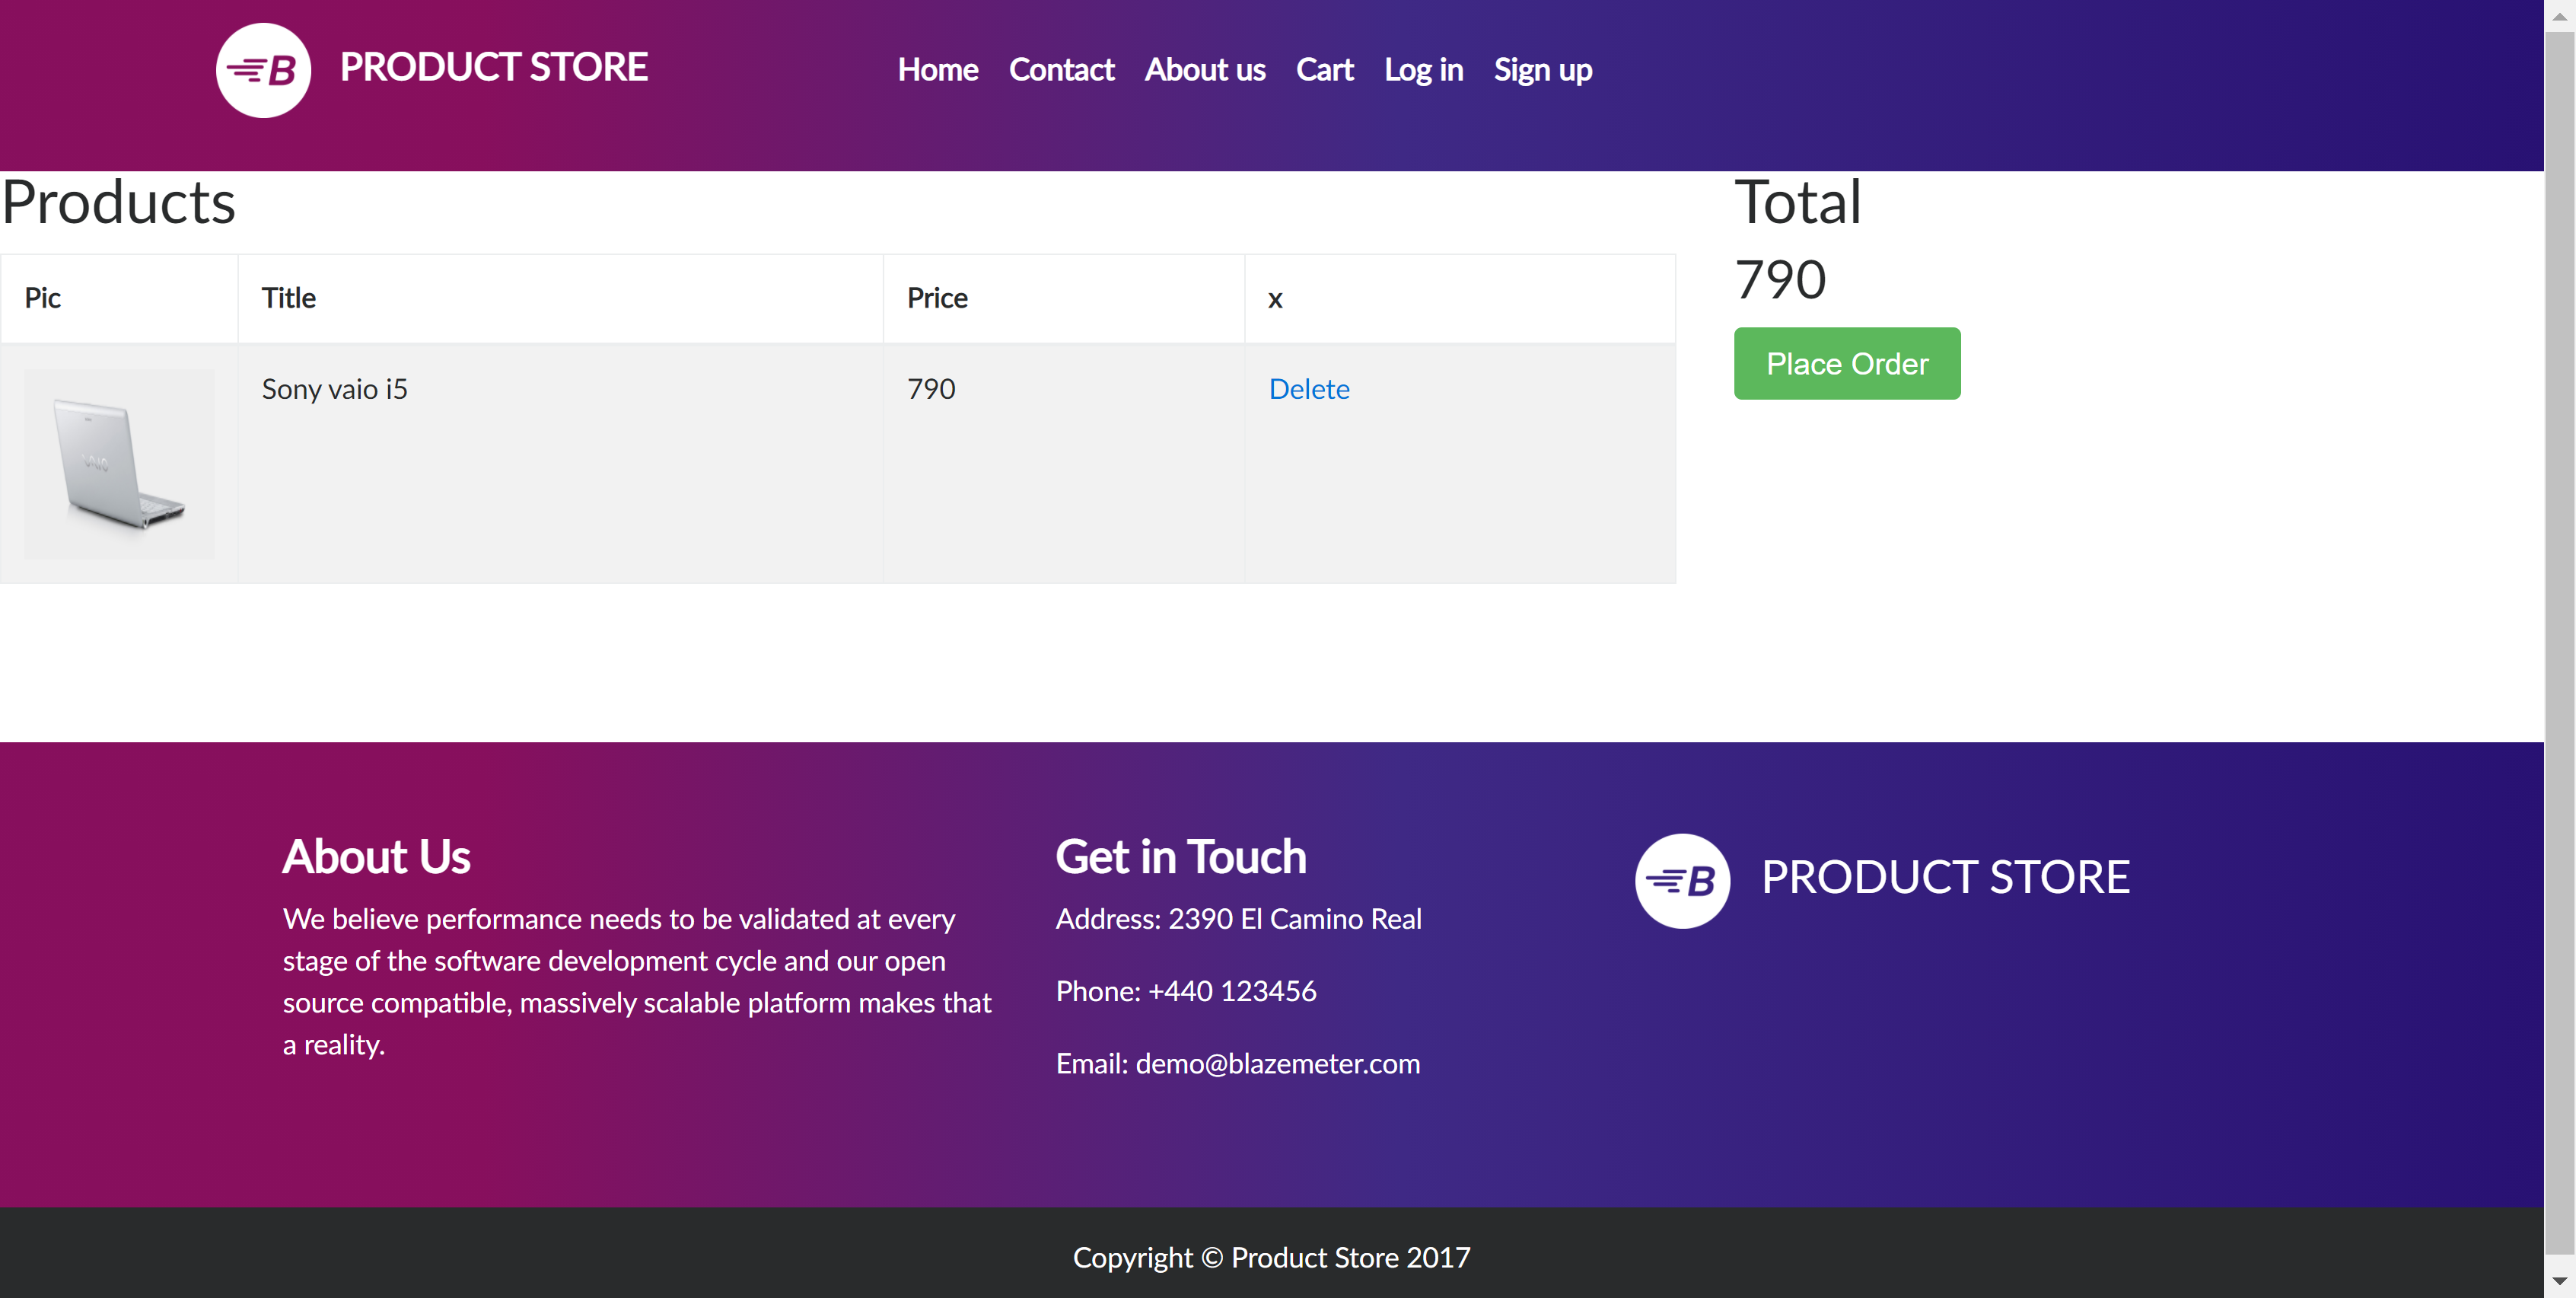 B PRODUCT STORE Home Contact About us Cart Log in Sign up
Products
Pic Title Price x
Sony vaio i5 790 Delete
VAIO
Total
790
Place Order
About Us
We believe performance needs to be validated at every
stage of the software development cycle and our open
source compatible, massively scalable platform makes that
a reality.
Get in Touch
Address: 2390 El Camino Real
Phone: +440 123456
Email: demo@blazemeter.com
B PRODUCT STORE
Copyright © Product Store 2017